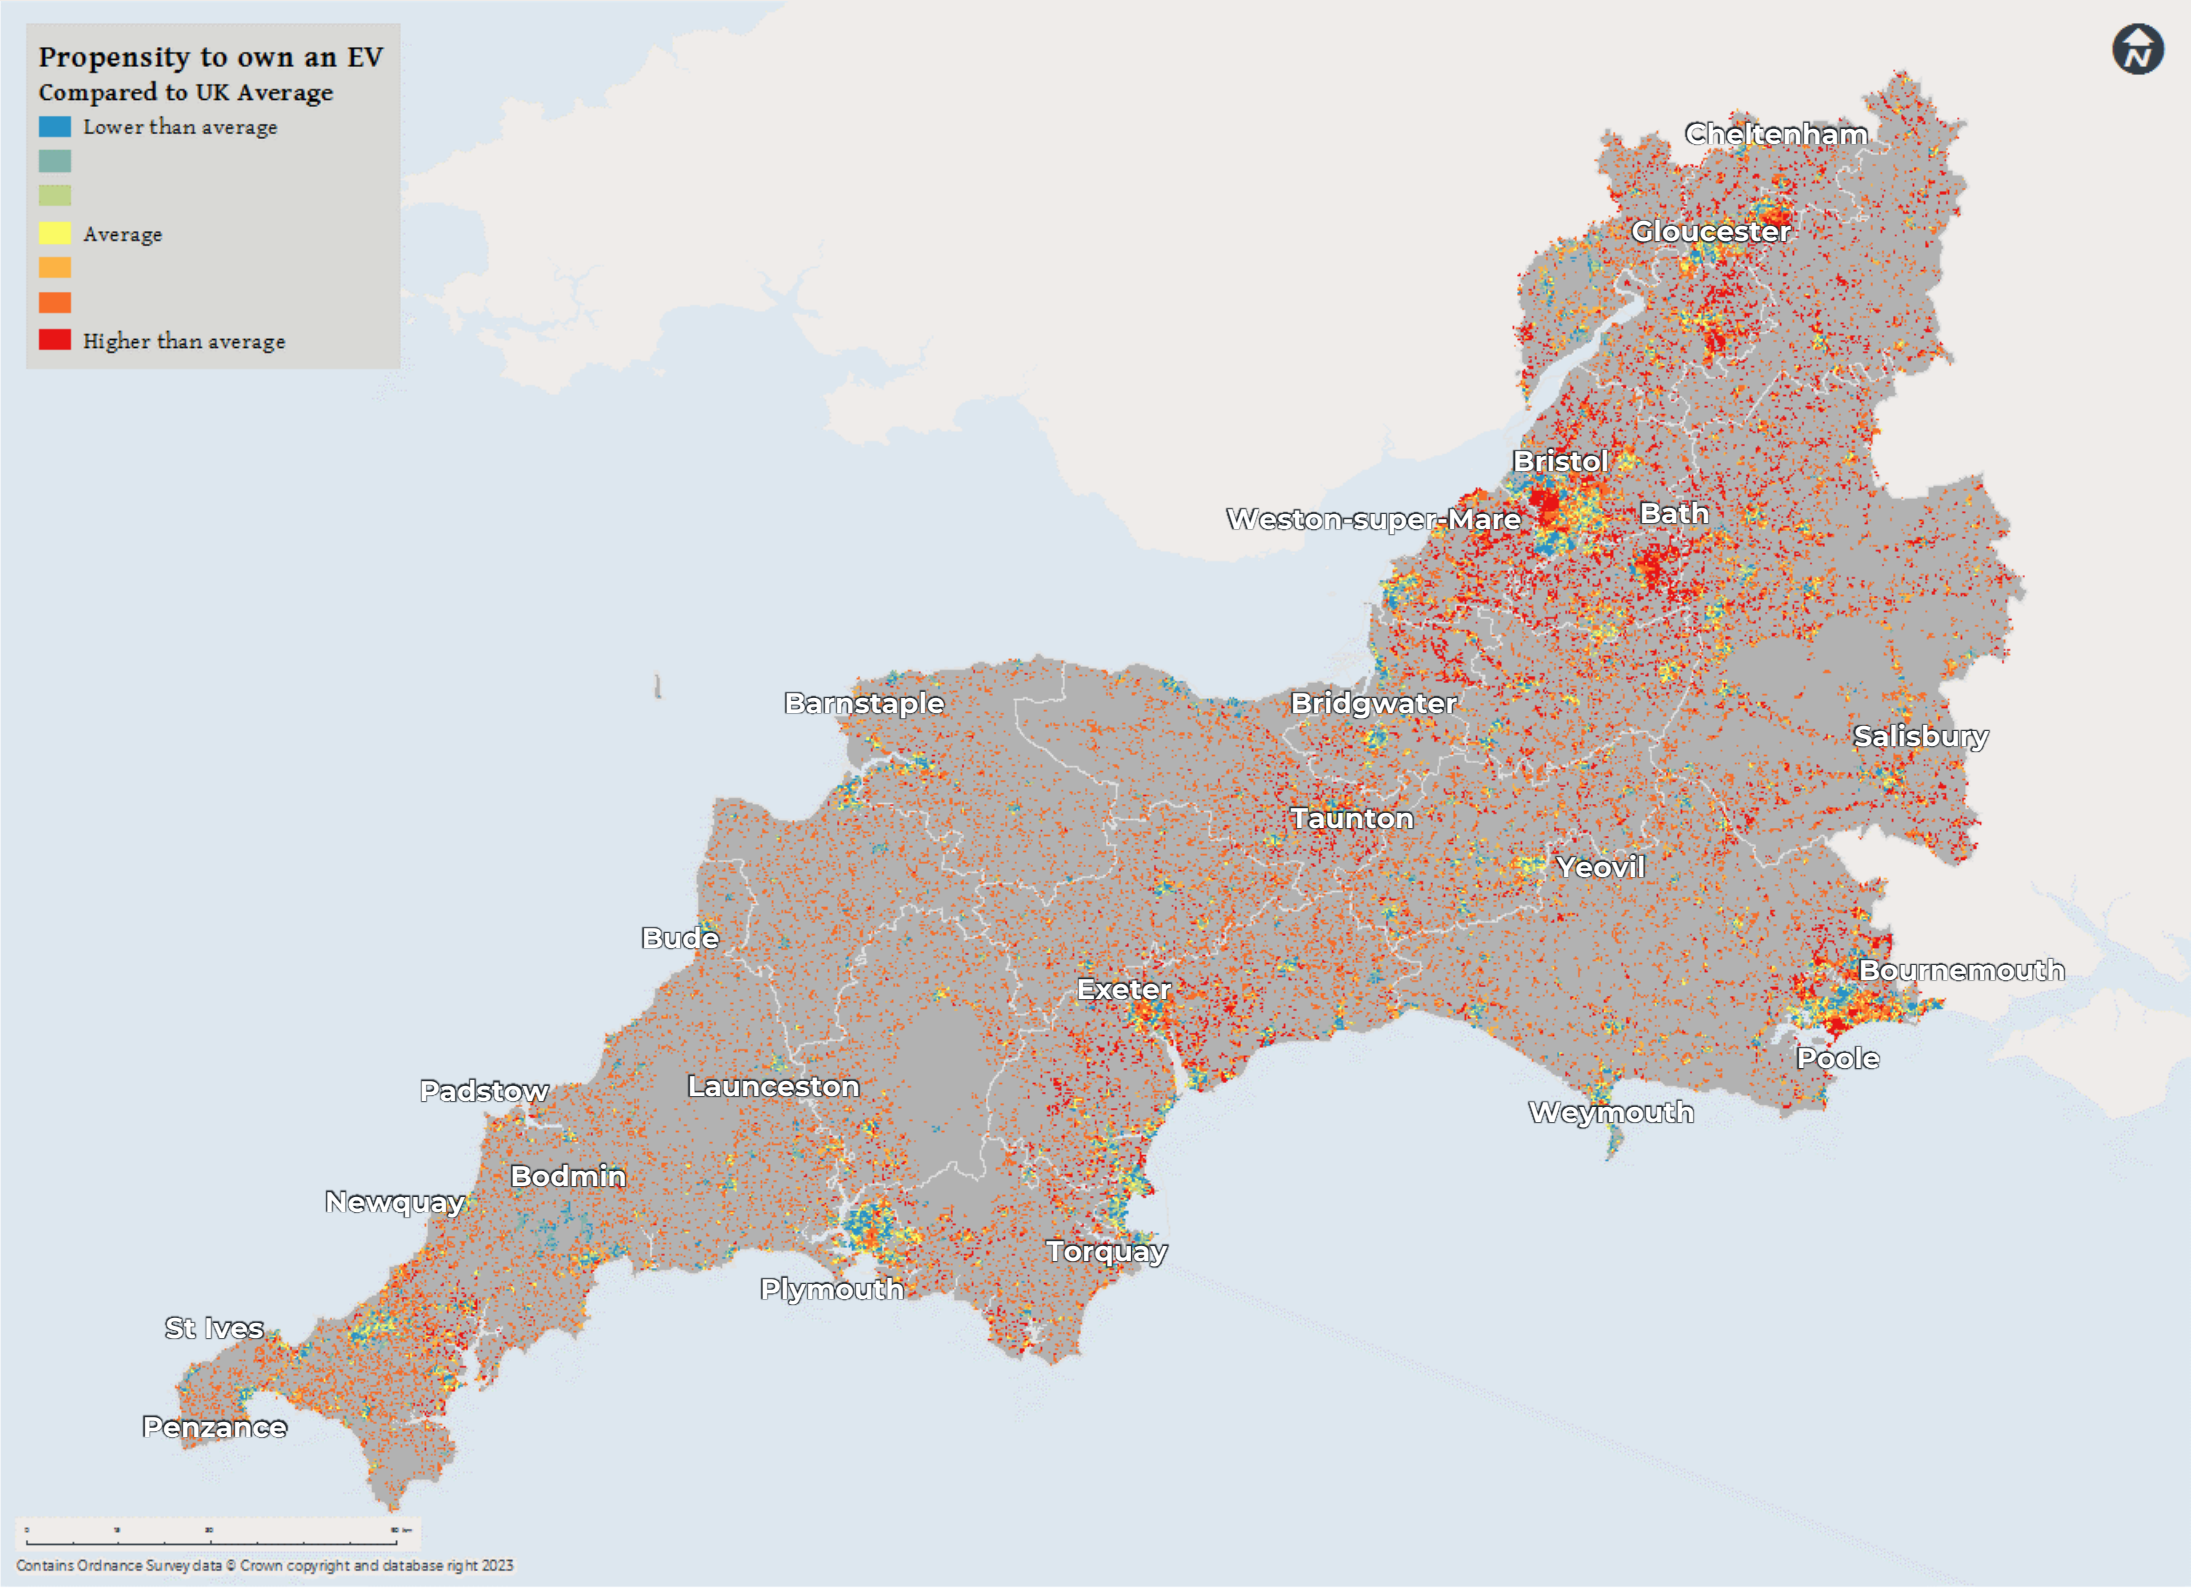 Propensity to own an EV
Compared to UK Average
Lower than average
Average
Higher than average
N
Cheltenham
Gloucester
Bristol
Weston-super-Mare
Bath
Barnstaple
Bridgwater
Salisbury
Taunton
Yeovil
Bude
Exeter
Bournemouth
Poole
Launceston
Padstow
Weymouth
Bodmin
Newquay
Torquay
Plymouth
St Ives
Penzance
0
Contains Ordnance Survey data © Crown copyright and database right 2023